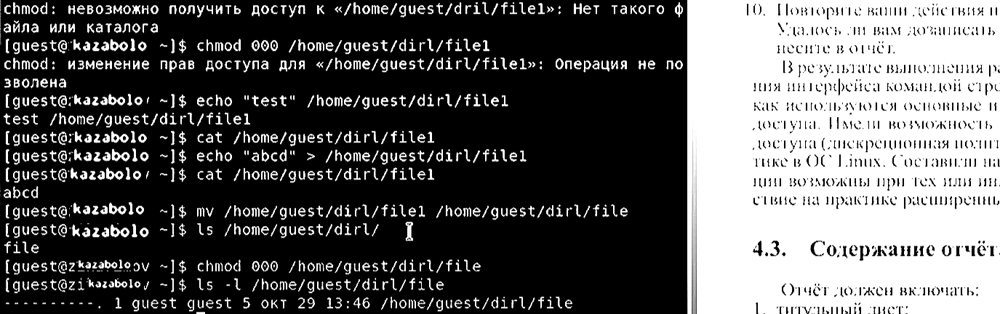 chmod: невозможно получить доступ к «/home/guest/dril/file1»: Нет такого ф
айла или каталога
[guest@kazabolo ~]$ chmod 000 /home/guest/dirl/file1
chmod: изменение прав доступа для «/home/guest/dirl/file1»: Операция не по
зволена
[guest@kazabolo ~]$ echo "test" /home/guest/dirl/file1
test /home/guest/dirl/file1
[guest@kazabolo ~]$ cat /home/guest/dirl/file1
[guest@kazabolo ~]$ echo "abcd" > /home/guest/dirl/file1
[guest@kazabolo ~]$ cat /home/guest/dirl/file1
abcd
[guest@kazabolo ~]$ mv /home/guest/dirl/file1 /home/guest/dirl/file
[guest@kazabolo ~]$ ls /home/guest/dirl/
file
[guest@zkazabolоov ~]$ chmod 000 /home/guest/dirl/file
[guest@zikazabolo ~]$ ls -l /home/guest/dirl/file
----------. 1 guest guest 5 окт 29 13:46 /home/guest/dirl/file
10. Повторите ваши действия
Удалось ли вам дозаписать
несите в отчёт.
В результате выполнения
ния интерфейса командой
как используются основные и
доступа. Имели возможность
доступа (дискреционная
тике в ОС Linux. Составили
ции возможны при тех или
ствие на практике
4.3. Содержание отчёт
Отчёт должен включать:
1. титульный лист;